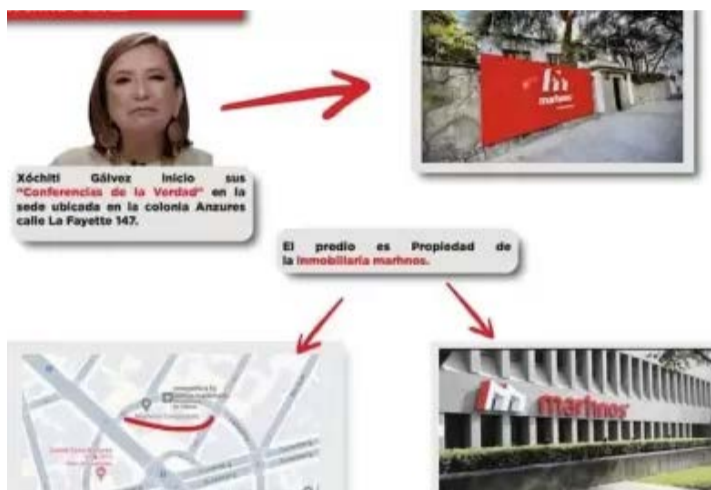 marhnos
Xóchitl Gálvez inicio sus
"Conferencias de la Verdad" en la
sede ubicada en la colonia Anzures
calle La Fayette 147.
El predio es Propiedad de
la inmobiliaria marhnos.
marhnos